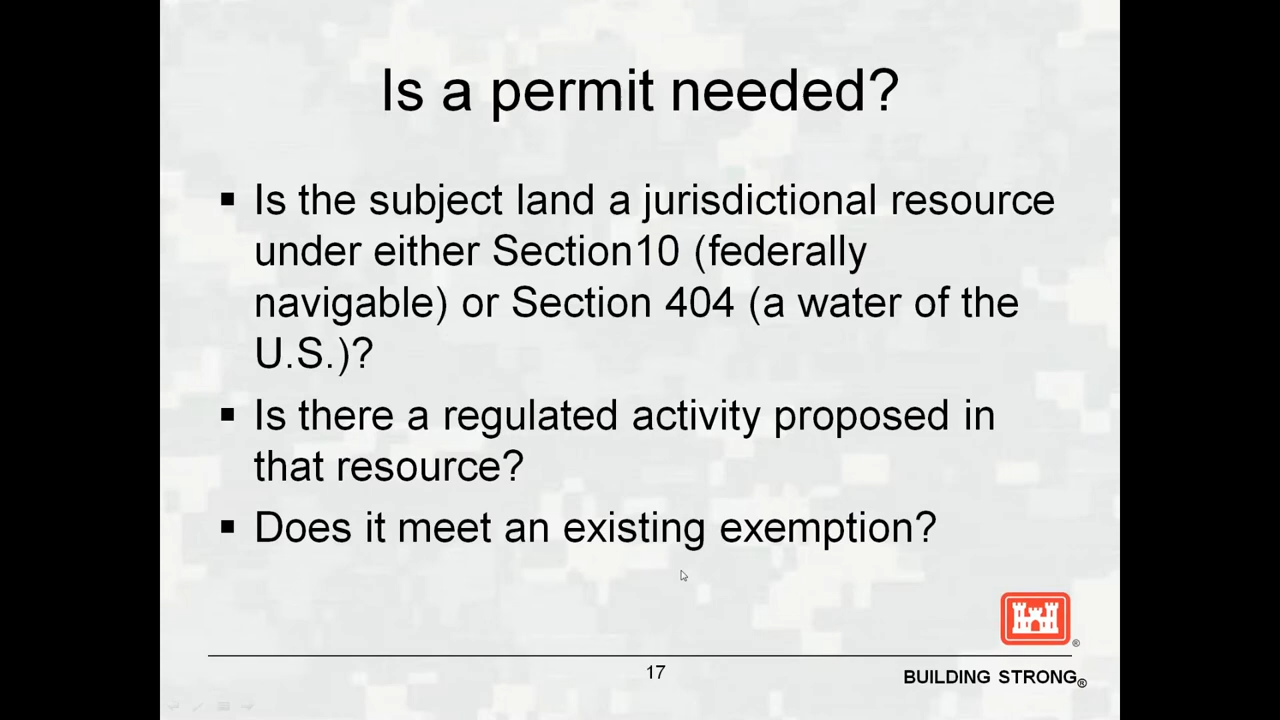 Is a permit needed?
▪ Is the subject land a jurisdictional resource
under either Section10 (federally
navigable) or Section 404 (a water of the
U.S.)?
▪ Is there a regulated activity proposed in
that resource?
▪ Does it meet an existing exemption?
®
17
BUILDING STRONG®